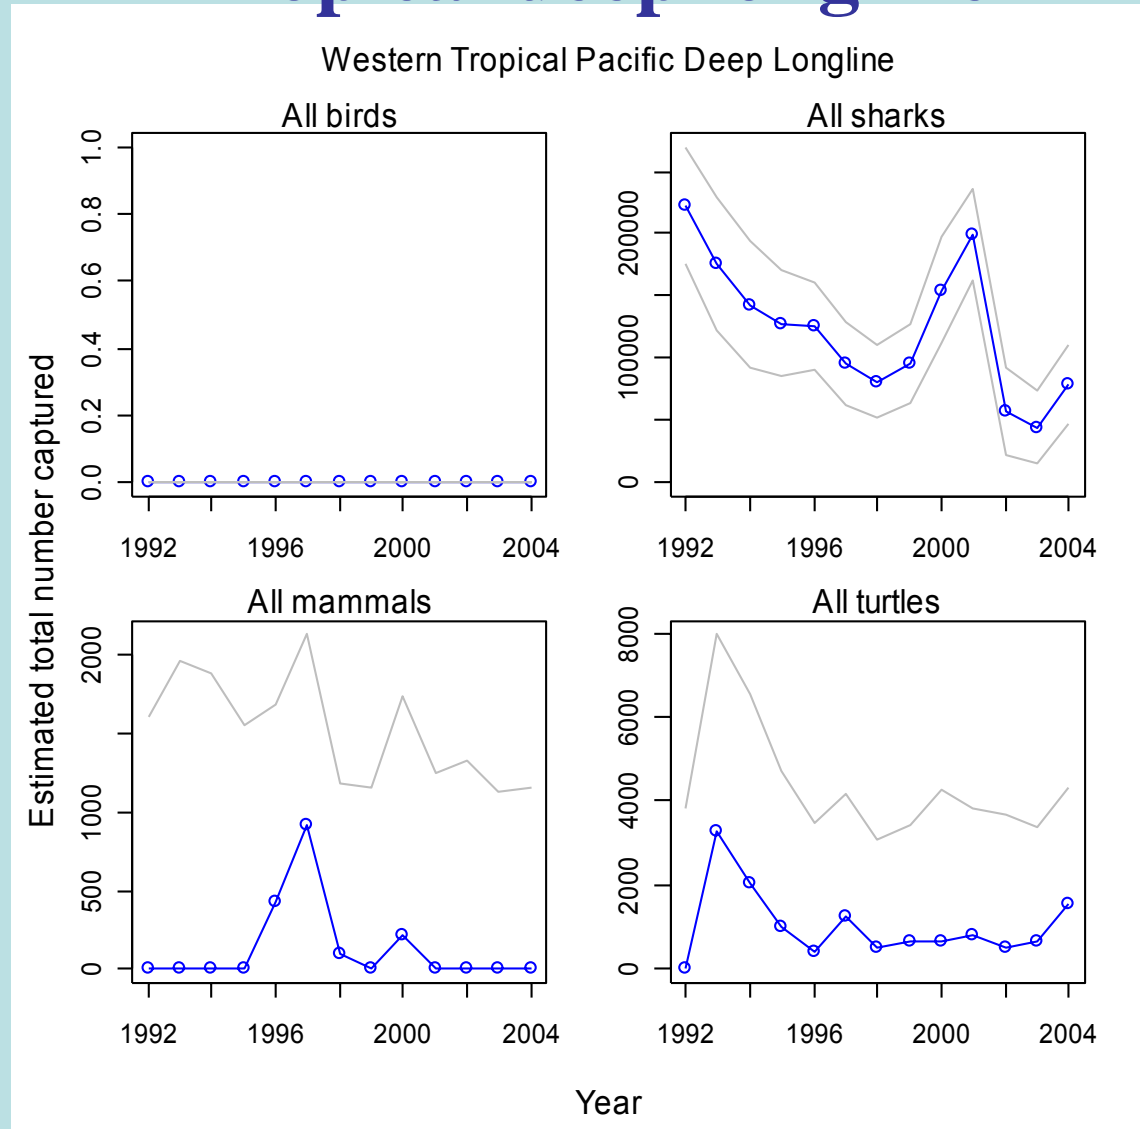 Western Tropical Pacific Deep Longline
All birds
All sharks
Estimated total number captured
1.0
0.8
0.6
0.4
0.2
0.0
1992 1996 2000 2004
200000
100000
0
1992 1996 2000 2004
All mammals
All turtles
2000
1000
500
0
1992 1996 2000 2004
8000
6000
4000
2000
0
1992 1996 2000 2004
Year